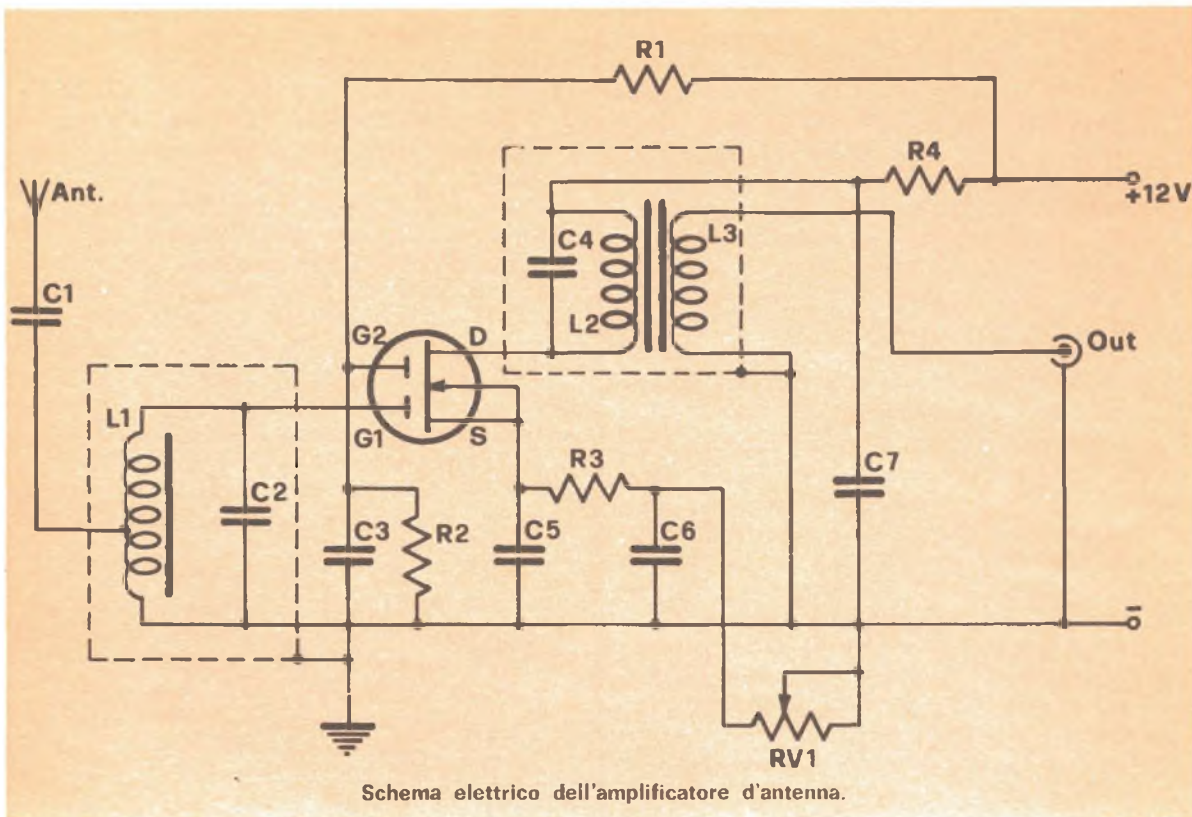 R1
R4
+12V
Ant.
C4
L3
L2
C1
G2
D
Out
L1
G1
S
R3
C7
C2
C3
R2
C5
C6
-
RV1
Schema elettrico dell'amplificatore d'antenna.